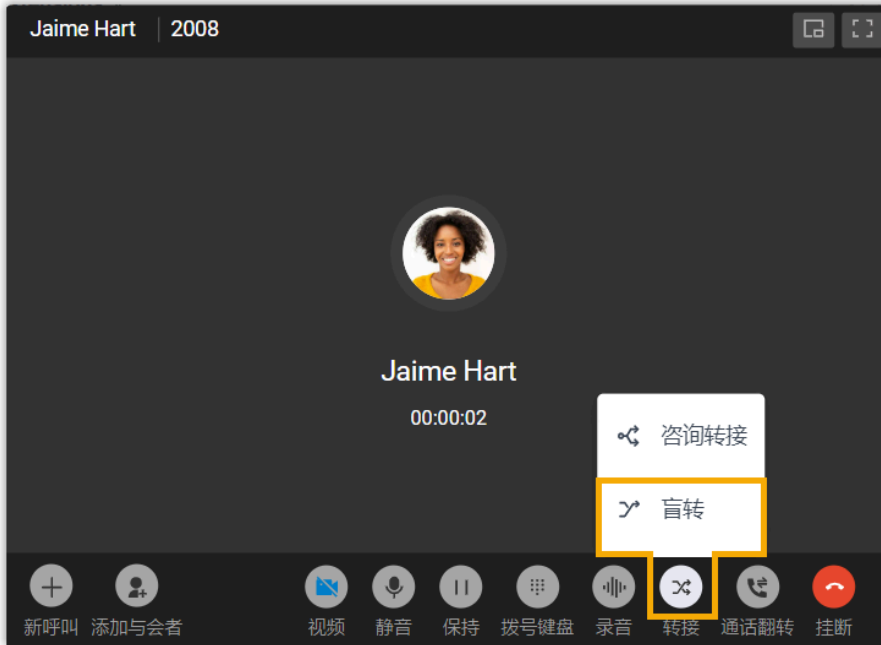 Jaime Hart 2008
Jaime Hart
00:00:02
咨询转接
盲转
新呼叫 添加与会者 视频 静音 保持 拨号键盘 录音 转接 通话翻转 挂断